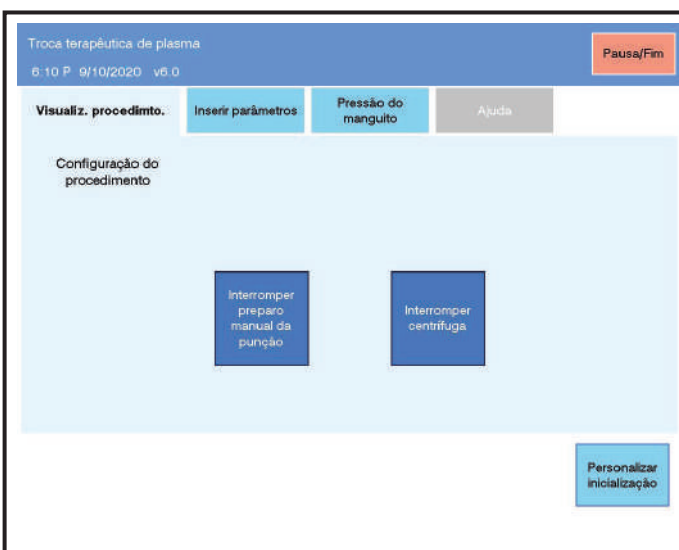 Troca terapêutica de plasma
6:10 P 9/10/2020 v6.0
Pausa/Fim
Visualiz. procedimto.
Inserir parâmetros
Pressão do
manguito
Ajuda
Configuração do
procedimento
Interromper
preparo
manual da
punção
Interromper
centrífuga
Personalizar
inicialização